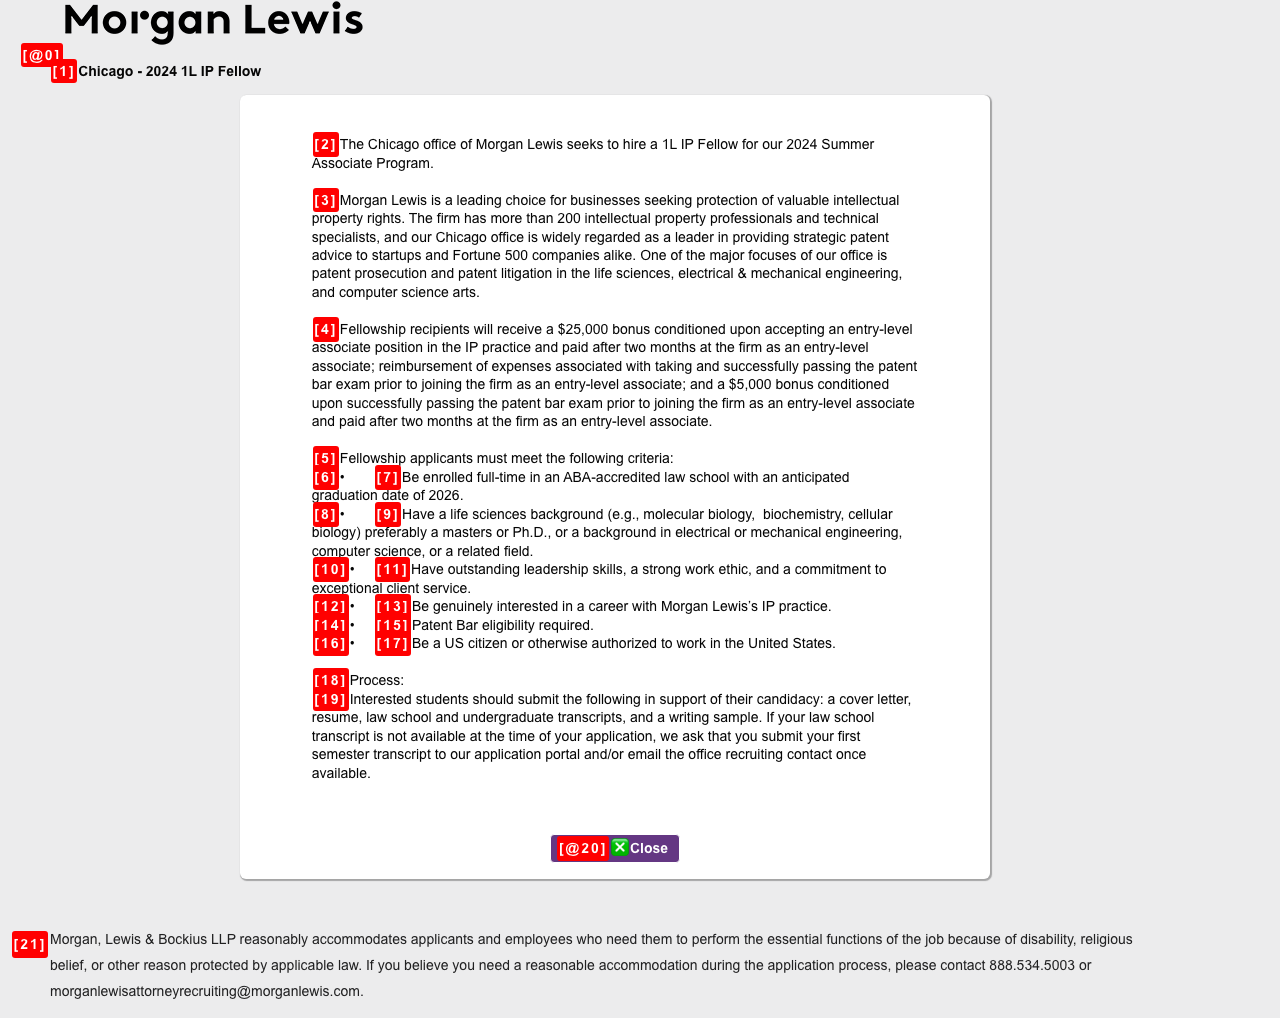 Morgan Lewis
[@0]
[1] Chicago - 2024 1L IP Fellow
[2] The Chicago office of Morgan Lewis seeks to hire a 1L IP Fellow for our 2024 Summer
Associate Program.
[3] Morgan Lewis is a leading choice for businesses seeking protection of valuable intellectual
property rights. The firm has more than 200 intellectual property professionals and technical
specialists, and our Chicago office is widely regarded as a leader in providing strategic patent
advice to startups and Fortune 500 companies alike. One of the major focuses of our office is
patent prosecution and patent litigation in the life sciences, electrical & mechanical engineering,
and computer science arts.
[4] Fellowship recipients will receive a $25,000 bonus conditioned upon accepting an entry-level
associate position in the IP practice and paid after two months at the firm as an entry-level
associate; reimbursement of expenses associated with taking and successfully passing the patent
bar exam prior to joining the firm as an entry-level associate; and a $5,000 bonus conditioned
upon successfully passing the patent bar exam prior to joining the firm as an entry-level associate
and paid after two months at the firm as an entry-level associate.
[5] Fellowship applicants must meet the following criteria:
[6] • [7] Be enrolled full-time in an ABA-accredited law school with an anticipated
graduation date of 2026.
[8] • [9] Have a life sciences background (e.g., molecular biology, biochemistry, cellular
biology) preferably a masters or Ph.D., or a background in electrical or mechanical engineering,
computer science, or a related field.
[10] • [11] Have outstanding leadership skills, a strong work ethic, and a commitment to
exceptional client service.
[12] • [13] Be genuinely interested in a career with Morgan Lewis's IP practice.
[14] • [15] Patent Bar eligibility required.
[16] • [17] Be a US citizen or otherwise authorized to work in the United States.
[18] Process:
[19] Interested students should submit the following in support of their candidacy: a cover letter,
resume, law school and undergraduate transcripts, and a writing sample. If your law school
transcript is not available at the time of your application, we ask that you submit your first
semester transcript to our application portal and/or email the office recruiting contact once
available.
[@20] Close
[21] Morgan, Lewis & Bockius LLP reasonably accommodates applicants and employees who need them to perform the essential functions of the job because of disability, religious
belief, or other reason protected by applicable law. If you believe you need a reasonable accommodation during the application process, please contact 888.534.5003 or
morganlewisattorneyrecruiting@morganlewis.com.